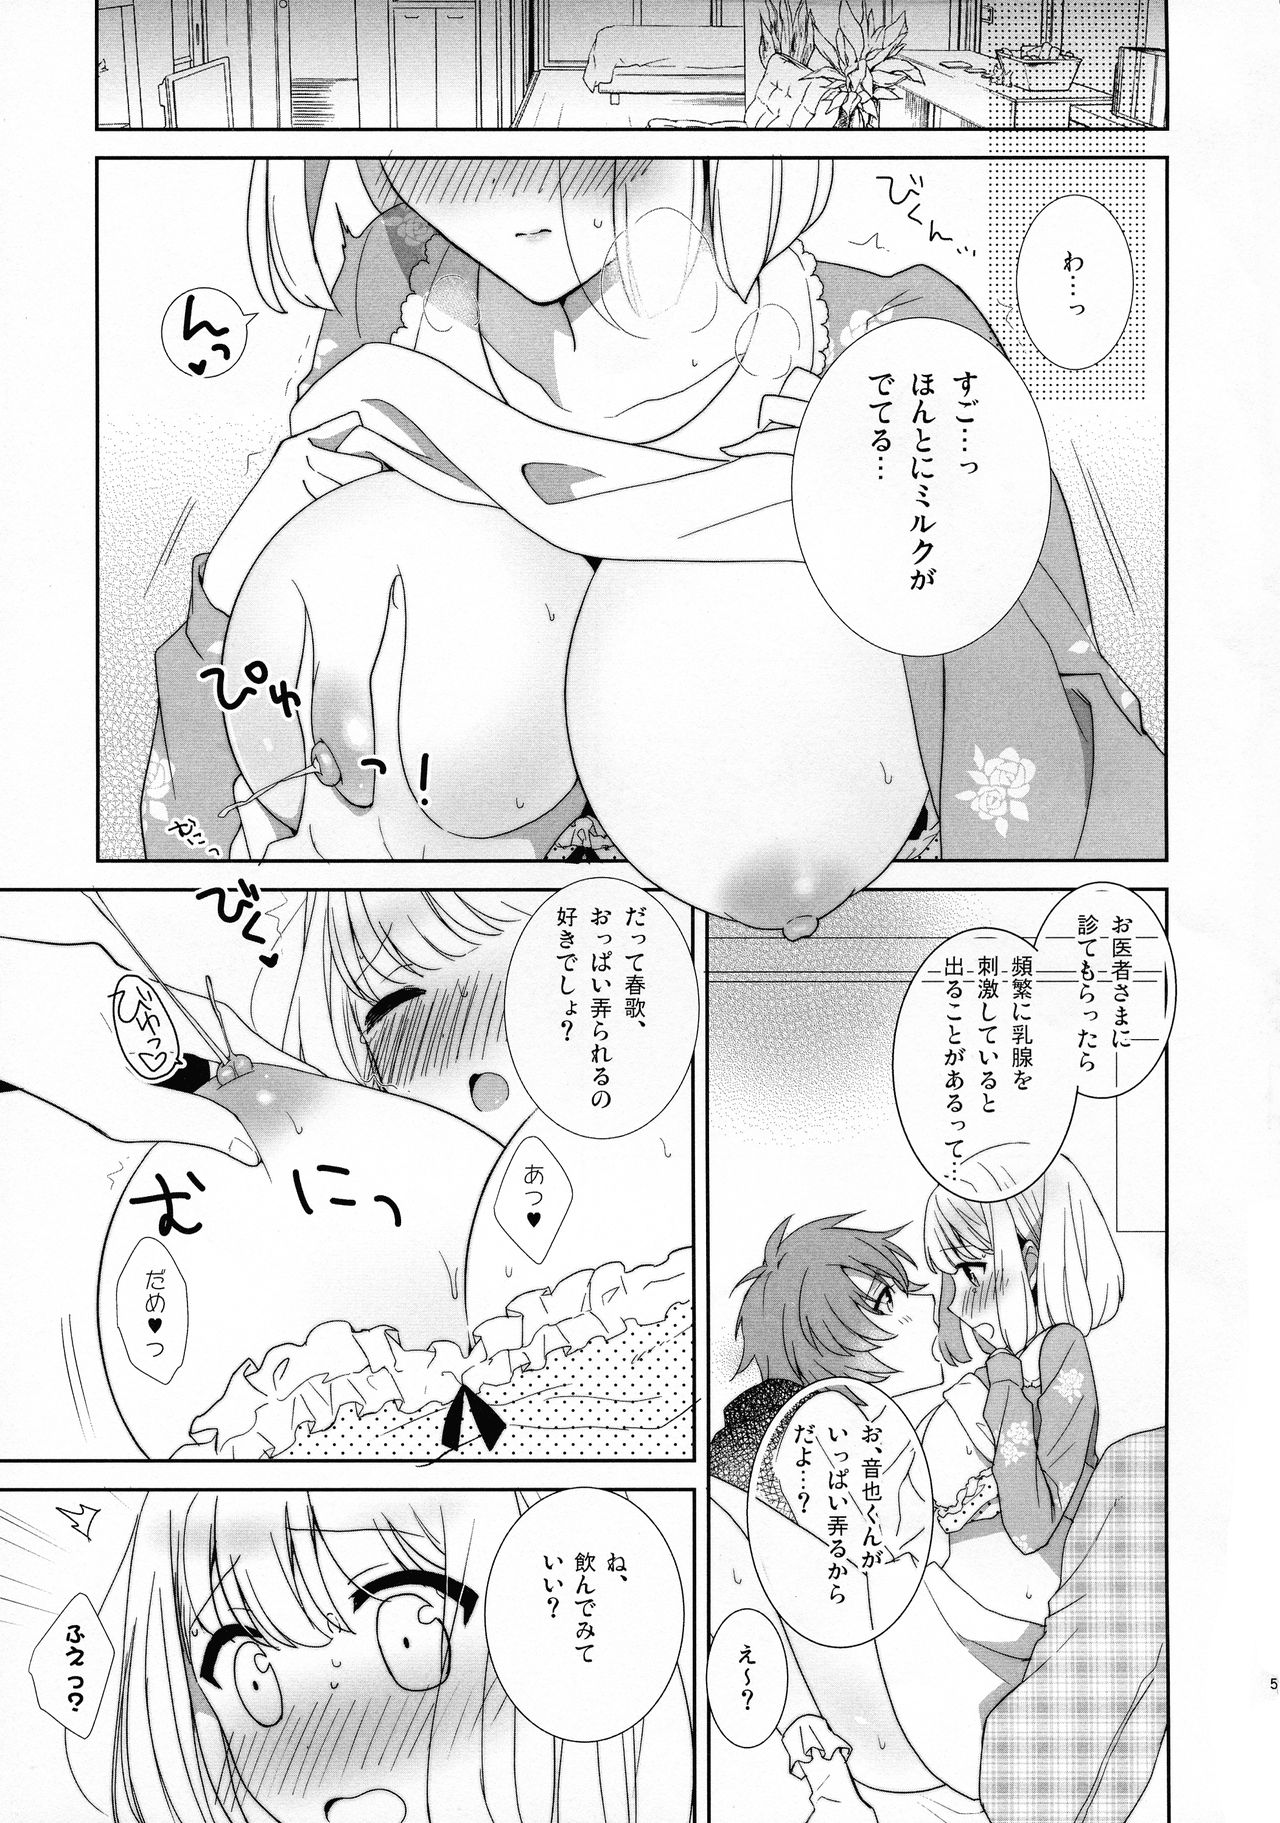 わ…っ
すご…っ
ほんとにミルクが
でてる…
びくん…
んっ♥
ぴゅ
っ！
むにっ
お医者さまに
診てもらったら
頻繁に乳腺を
刺激していると
出ることがあるって…
お、音也くんが
いっぱい弄るから
だよ…？
え～？
だって春歌、
おっぱい弄られるの
好きでしょ？
びくっ♥
びゅっ♡
むにっ
あっ♥
だめ♥っ
ね、
飲んでみて
いい？
ふえっ？
5